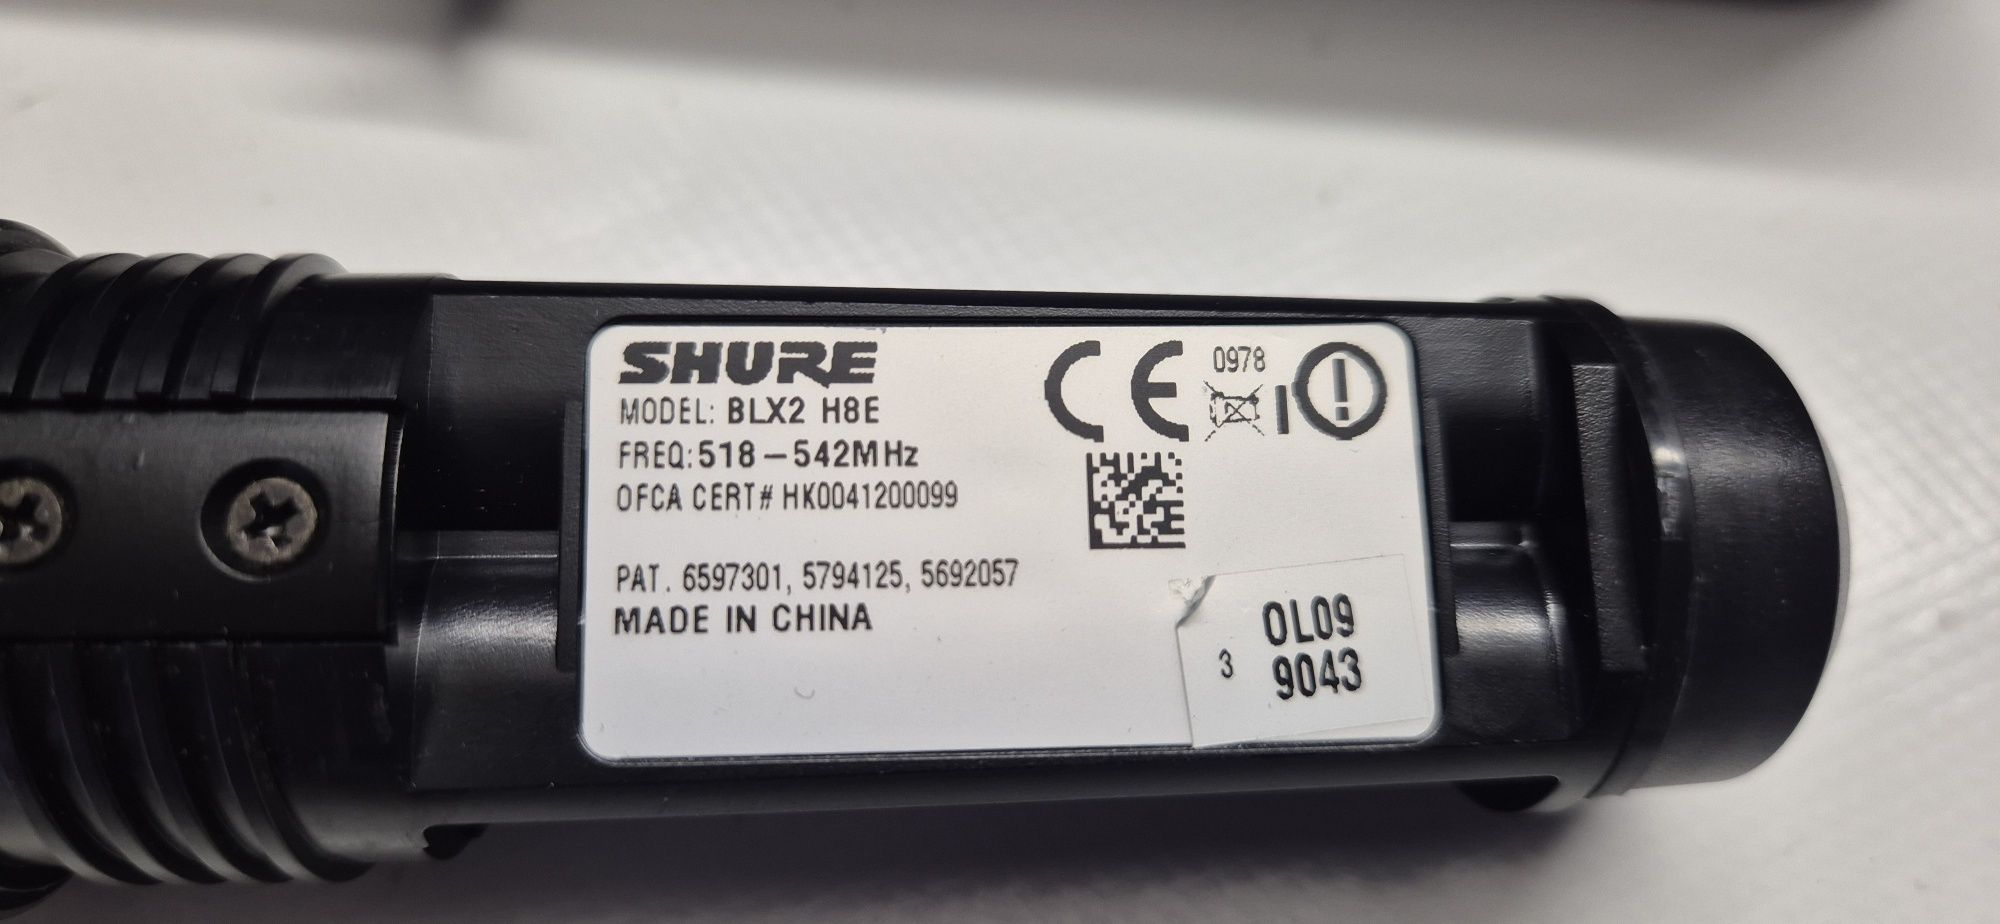 SHURE
MODEL: BLX2 H8E
FREQ: 518-542MHz
OFCA CERT# HK0041200099
PAT. 6597301, 5794125, 5692057
MADE IN CHINA
CE 0978
0L09
3 9043